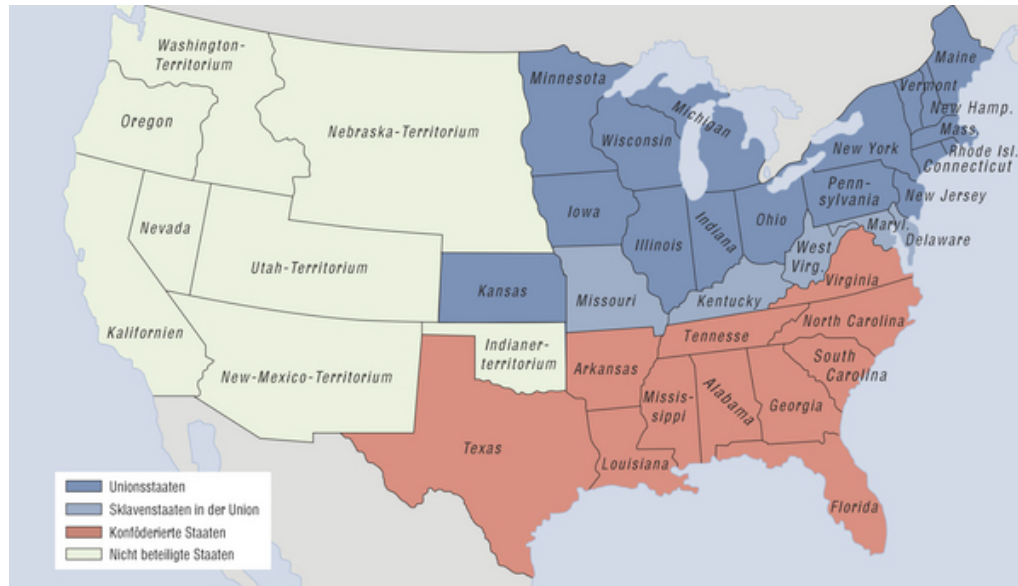 Washington-
Territorium
Oregon
Nebraska-Territorium
Nevada
Utah-Territorium
Kalifornien
New-Mexico-Territorium
Indianer-
territorium
Minnesota
Wisconsin
Michigan
Iowa
Illinois
Indiana
Ohio
Kansas
Missouri
Kentucky
West
Virg.
Maine
Vermont
New Hamp.
Mass.
Rhode Isl.
Connecticut
New York
Penn-
sylvania
New Jersey
Maryl.
Delaware
Virginia
North Carolina
Tennesse
South
Carolina
Arkansas
Missis-
sippi
Alabama
Georgia
Texas
Louisiana
Florida
Unionsstaaten
Sklavenstaaten in der Union
Konföderierte Staaten
Nicht beteiligte Staaten